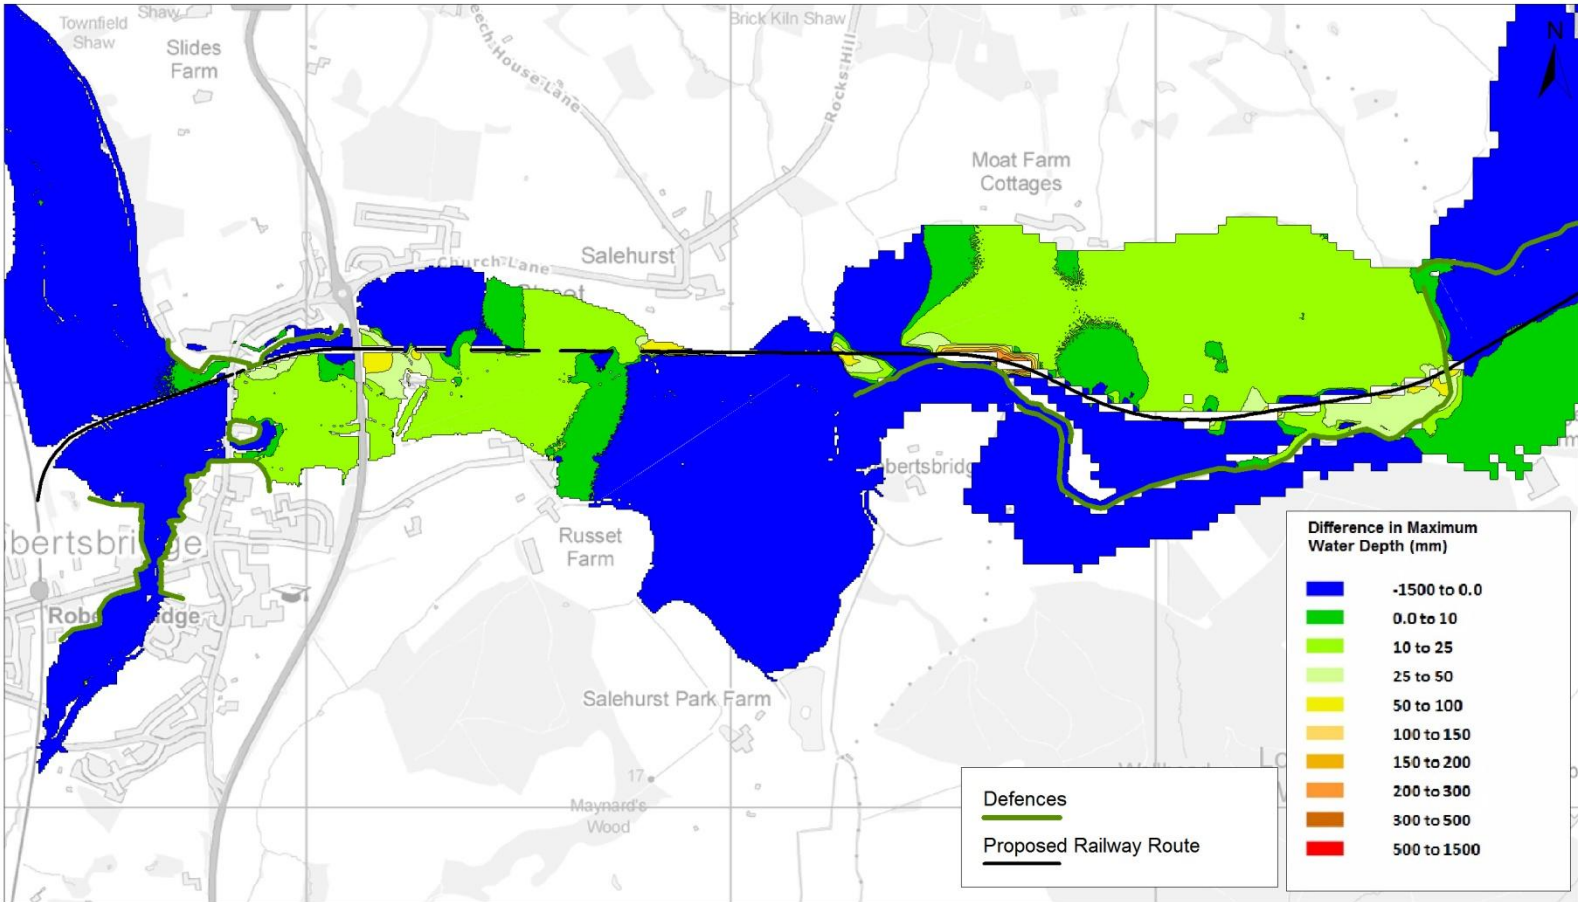 Shaw
Townfield
Shaw
Slides
Farm
eech House Lane
Brick Kiln Shaw
Rocks Hill
N
Moat Farm
Cottages
Salehurst
Church Lane
Street
bertsbridge
bertsbridge
Russet
Farm
Salehurst Park Farm
17
Maynard's
Wood
Difference in Maximum
Water Depth (mm)
-1500 to 0.0
0.0 to 10
10 to 25
25 to 50
50 to 100
100 to 150
150 to 200
200 to 300
300 to 500
500 to 1500
Defences
Proposed Railway Route